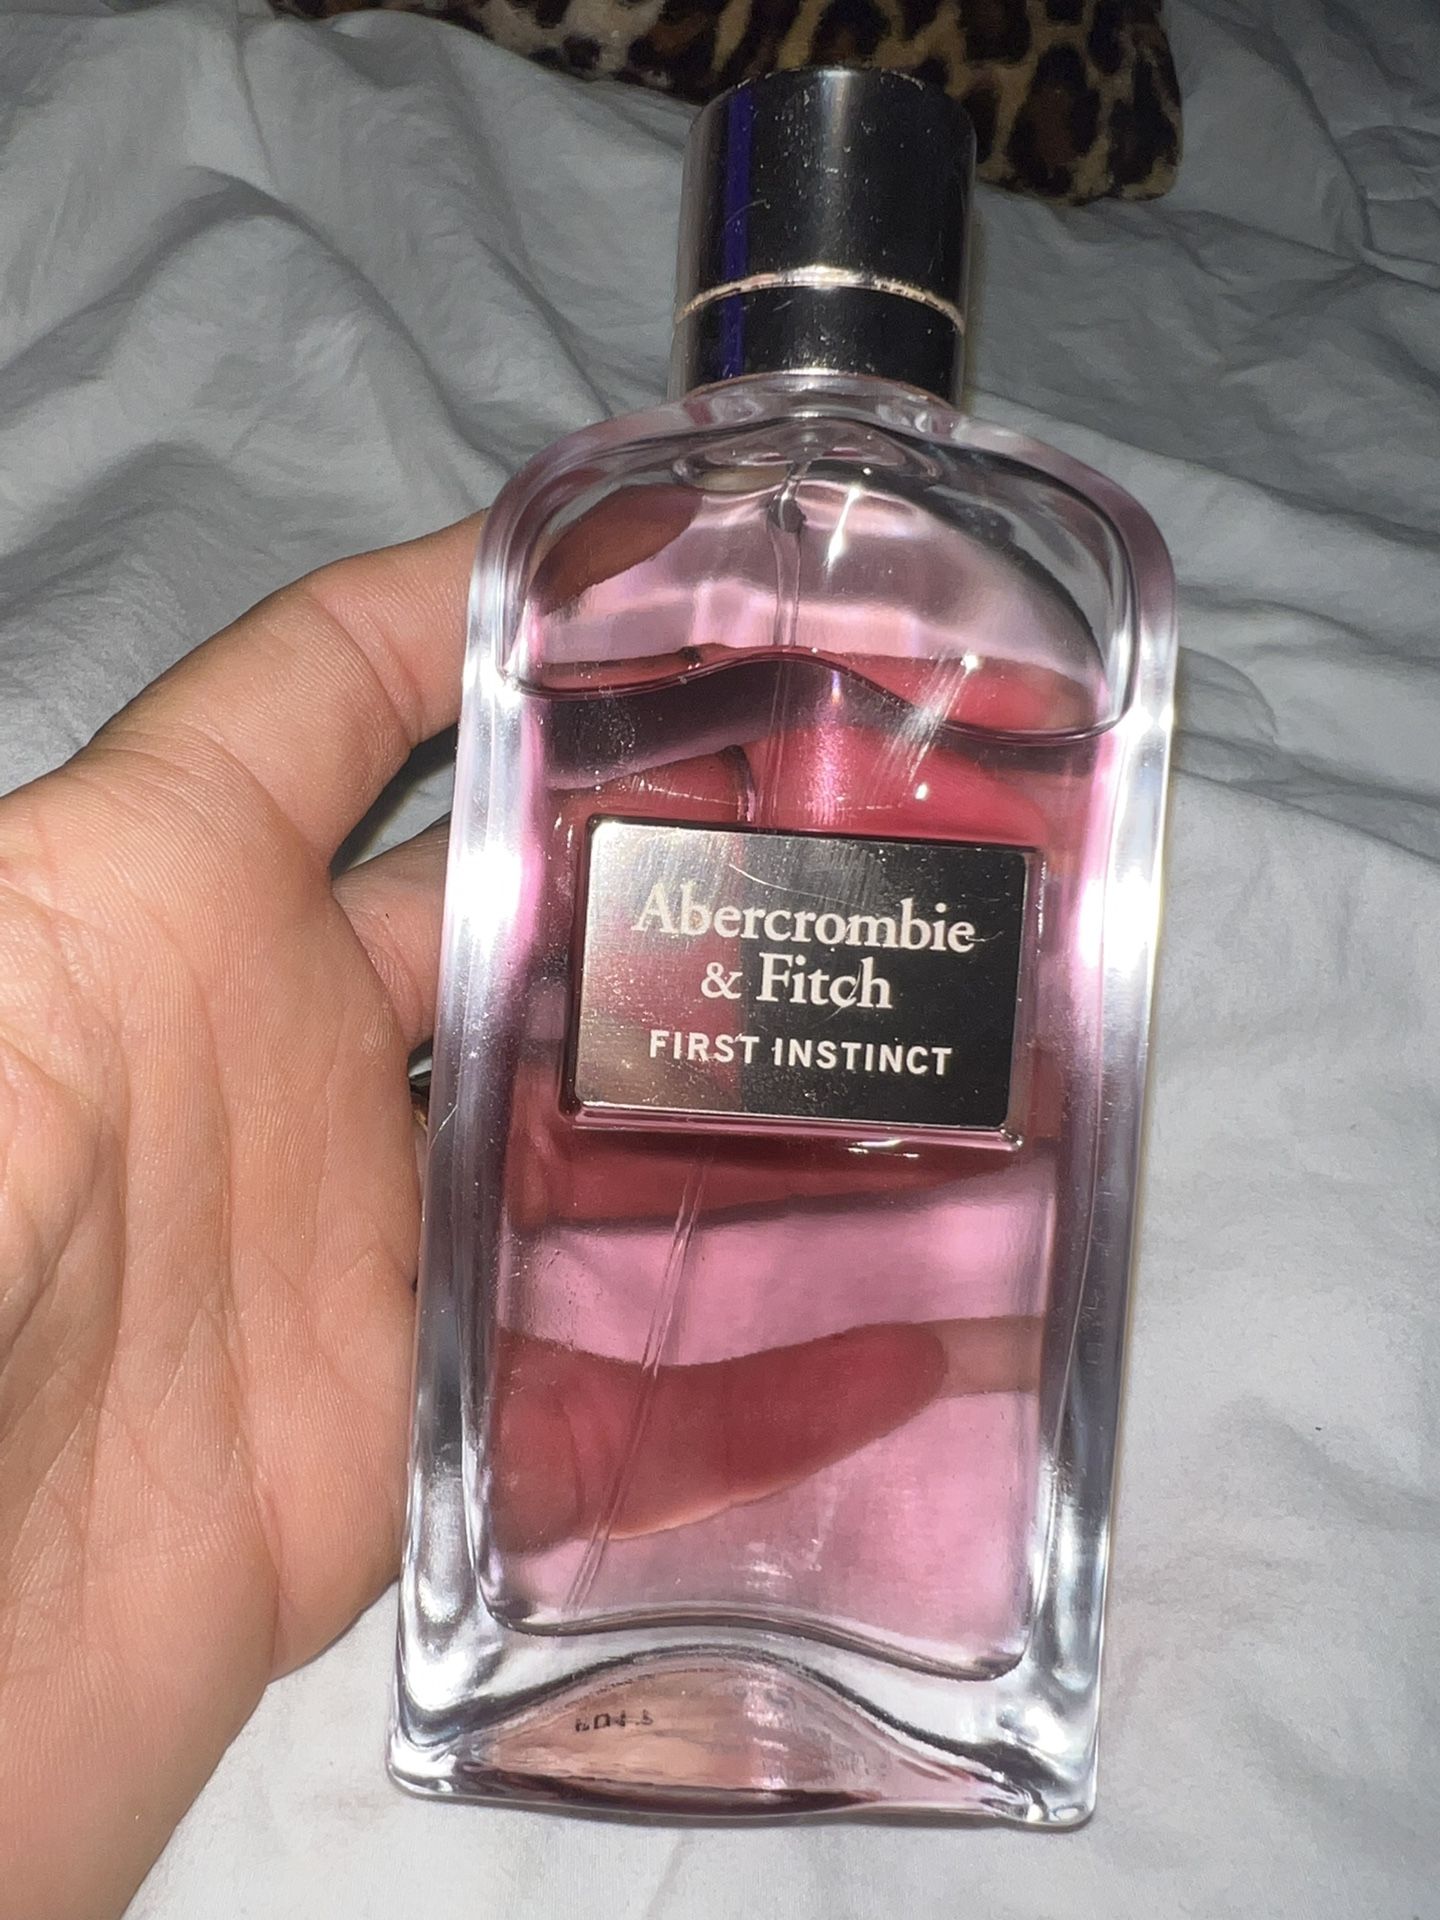 Abercrombie
& Fitch
FIRST INSTINCT